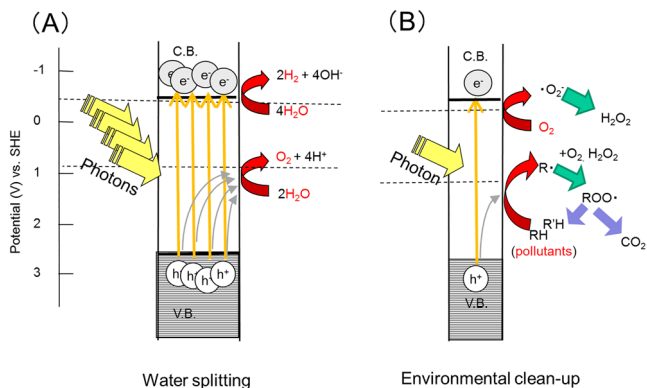 (A)
C.B.
e⁻ e⁻ e⁻ e⁻
2H₂ + 4OH⁻
4H₂O
O₂ + 4H⁺
2H₂O
Photons
h⁺ h⁺ h⁺ h⁺
V.B.
Potential (V) vs. SHE
-1
0
1
2
3
Water splitting
(B)
C.B.
e⁻
·O₂⁻
O₂
H₂O₂
Photon
R·
+O₂, H₂O₂
ROO·
RH
R'H
(pollutants)
CO₂
h⁺
V.B.
Environmental clean-up